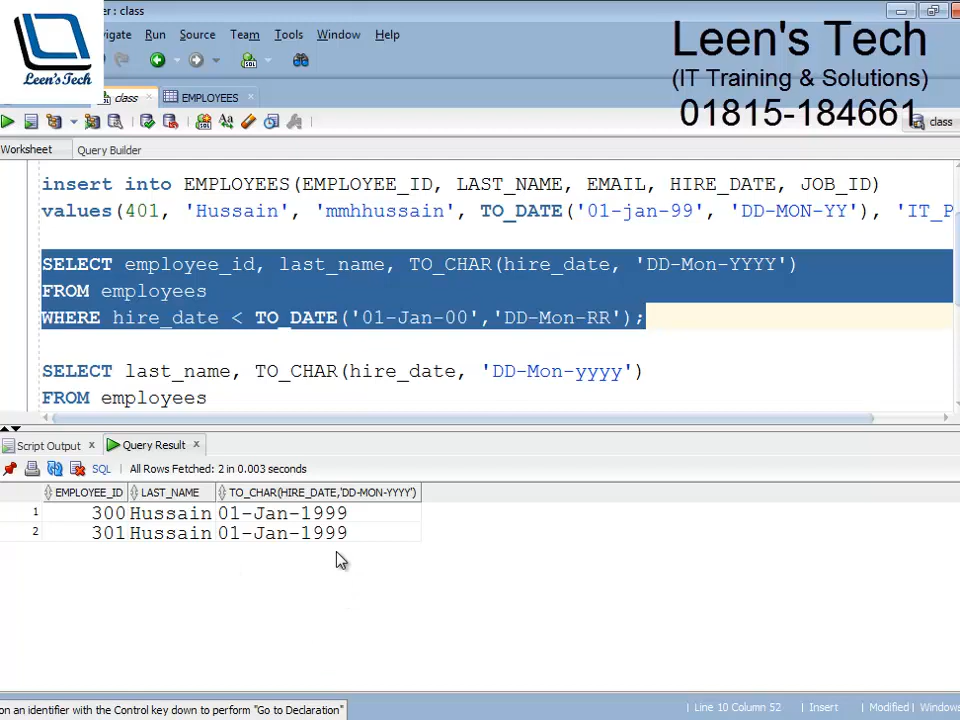 er : class
Leen's Tech
Leen'sTech
(IT Training & Solutions)
01815-184661
igate Run Source Team Tools Window Help
class EMPLOYEES
class
Worksheet Query Builder
insert into EMPLOYEES(EMPLOYEE_ID, LAST_NAME, EMAIL, HIRE_DATE, JOB_ID)
values(401, 'Hussain', 'mmhhussain', TO_DATE('01-jan-99', 'DD-MON-YY'), 'IT_P
SELECT employee_id, last_name, TO_CHAR(hire_date, 'DD-Mon-YYYY')
FROM employees
WHERE hire_date < TO_DATE('01-Jan-00','DD-Mon-RR');
SELECT last_name, TO_CHAR(hire_date, 'DD-Mon-yyyy')
FROM employees
Script Output Query Result
SQL All Rows Fetched: 2 in 0.003 seconds
EMPLOYEE_ID LAST_NAME TO_CHAR(HIRE_DATE,'DD-MON-YYYY')
1 300 Hussain 01-Jan-1999
2 301 Hussain 01-Jan-1999
on an identifier with the Control key down to perform "Go to Declaration"
Line 10 Column 52 Insert Modified Windows